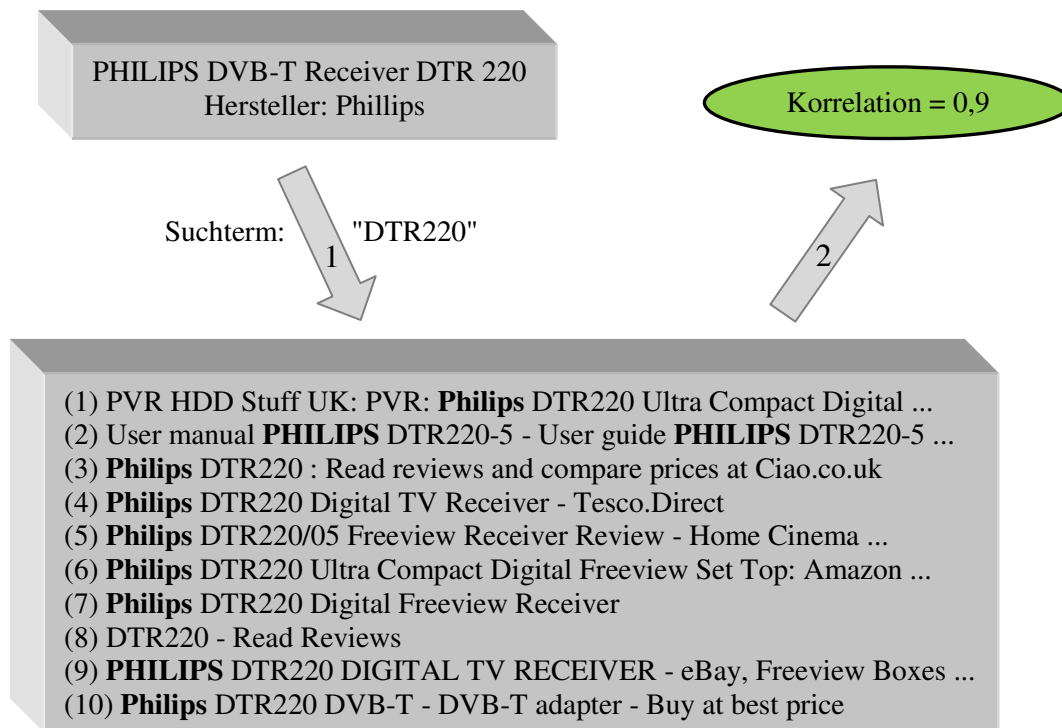 PHILIPS DVB-T Receiver DTR 220
Hersteller: Phillips
Korrelation = 0,9
Suchterm: "DTR220"
1
2
(1) PVR HDD Stuff UK: PVR: Philips DTR220 Ultra Compact Digital ...
(2) User manual PHILIPS DTR220-5 - User guide PHILIPS DTR220-5 ...
(3) Philips DTR220 : Read reviews and compare prices at Ciao.co.uk
(4) Philips DTR220 Digital TV Receiver - Tesco.Direct
(5) Philips DTR220/05 Freeview Receiver Review - Home Cinema ...
(6) Philips DTR220 Ultra Compact Digital Freeview Set Top: Amazon ...
(7) Philips DTR220 Digital Freeview Receiver
(8) DTR220 - Read Reviews
(9) PHILIPS DTR220 DIGITAL TV RECEIVER - eBay, Freeview Boxes ...
(10) Philips DTR220 DVB-T - DVB-T adapter - Buy at best price